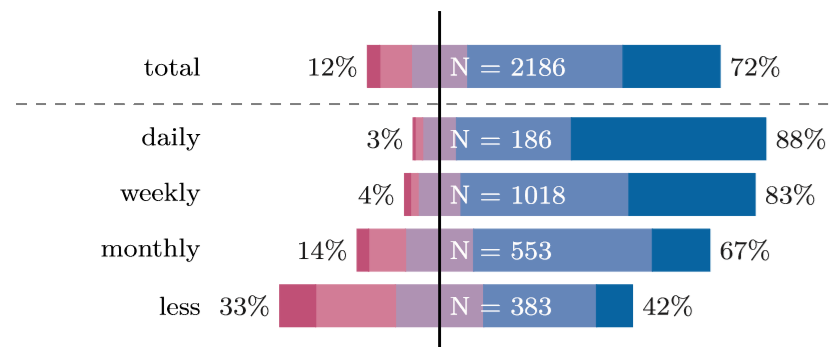 total 12% N = 2186 72%
daily 3% N = 186 88%
weekly 4% N = 1018 83%
monthly 14% N = 553 67%
less 33% N = 383 42%